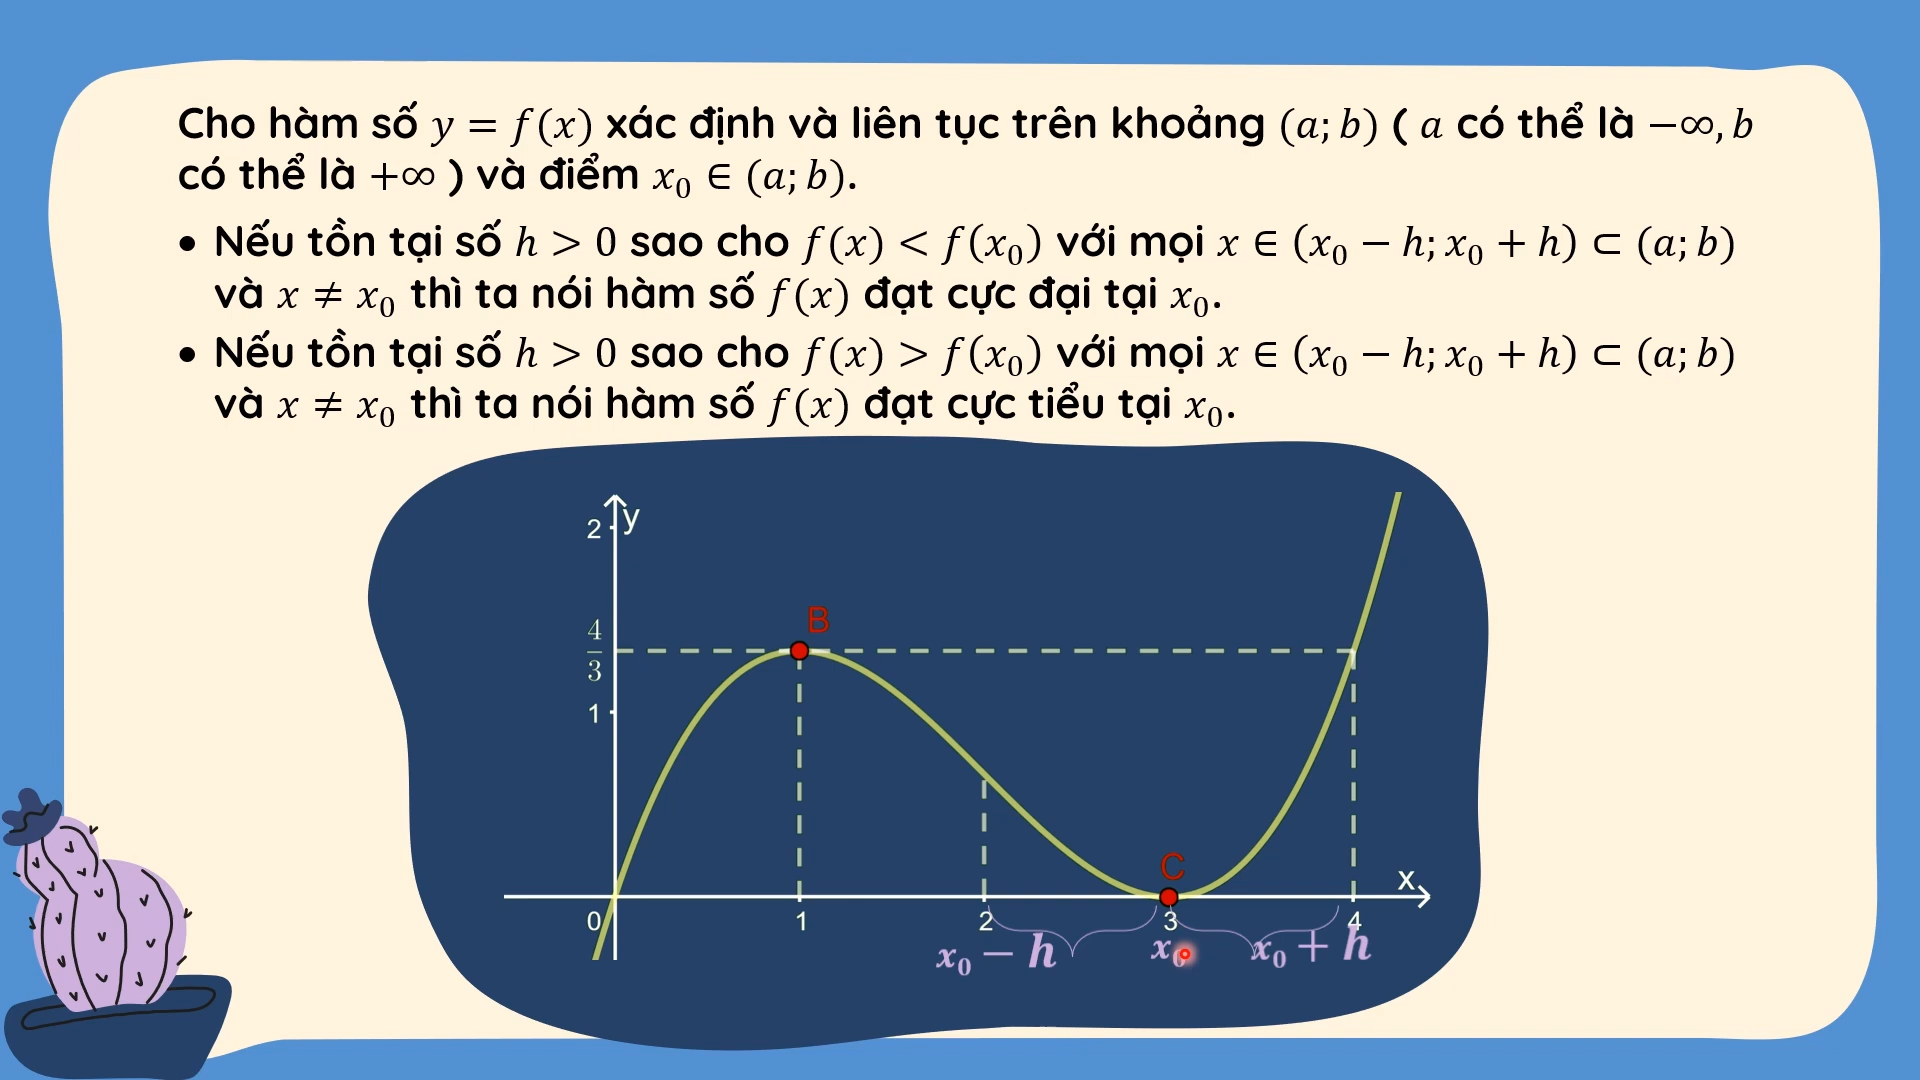 Cho hàm số y = f(x) xác định và liên tục trên khoảng (a; b) ( a có thể là −∞, b
có thể là +∞ ) và điểm x₀ ∈ (a; b).
• Nếu tồn tại số h > 0 sao cho f(x) < f(x₀) với mọi x ∈ (x₀ − h; x₀ + h) ⊂ (a; b)
và x ≠ x₀ thì ta nói hàm số f(x) đạt cực đại tại x₀.
• Nếu tồn tại số h > 0 sao cho f(x) > f(x₀) với mọi x ∈ (x₀ − h; x₀ + h) ⊂ (a; b)
và x ≠ x₀ thì ta nói hàm số f(x) đạt cực tiểu tại x₀.
y
2
B
4/3
1
C
x
0 1 2 3 4
x₀ − h x₀ x₀ + h